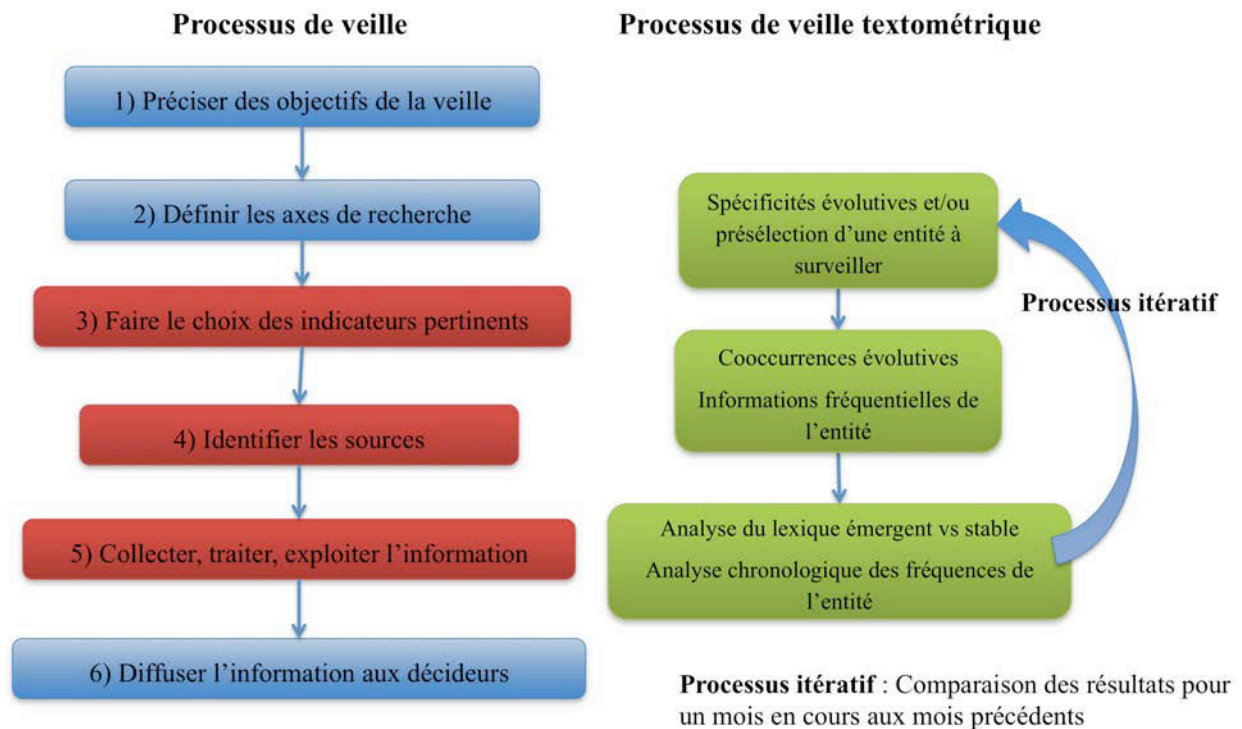 Processus de veille
1) Préciser des objectifs de la veille
2) Définir les axes de recherche
3) Faire le choix des indicateurs pertinents
4) Identifier les sources
5) Collecter, traiter, exploiter l’information
6) Diffuser l’information aux décideurs
Processus de veille textométrique
Spécificités évolutives et/ou
présélection d’une entité à
surveiller
Processus itératif
Cooccurrences évolutives
Informations fréquentielles de
l’entité
Analyse du lexique émergent vs stable
Analyse chronologique des fréquences de
l’entité
Processus itératif : Comparaison des résultats pour
un mois en cours aux mois précédents